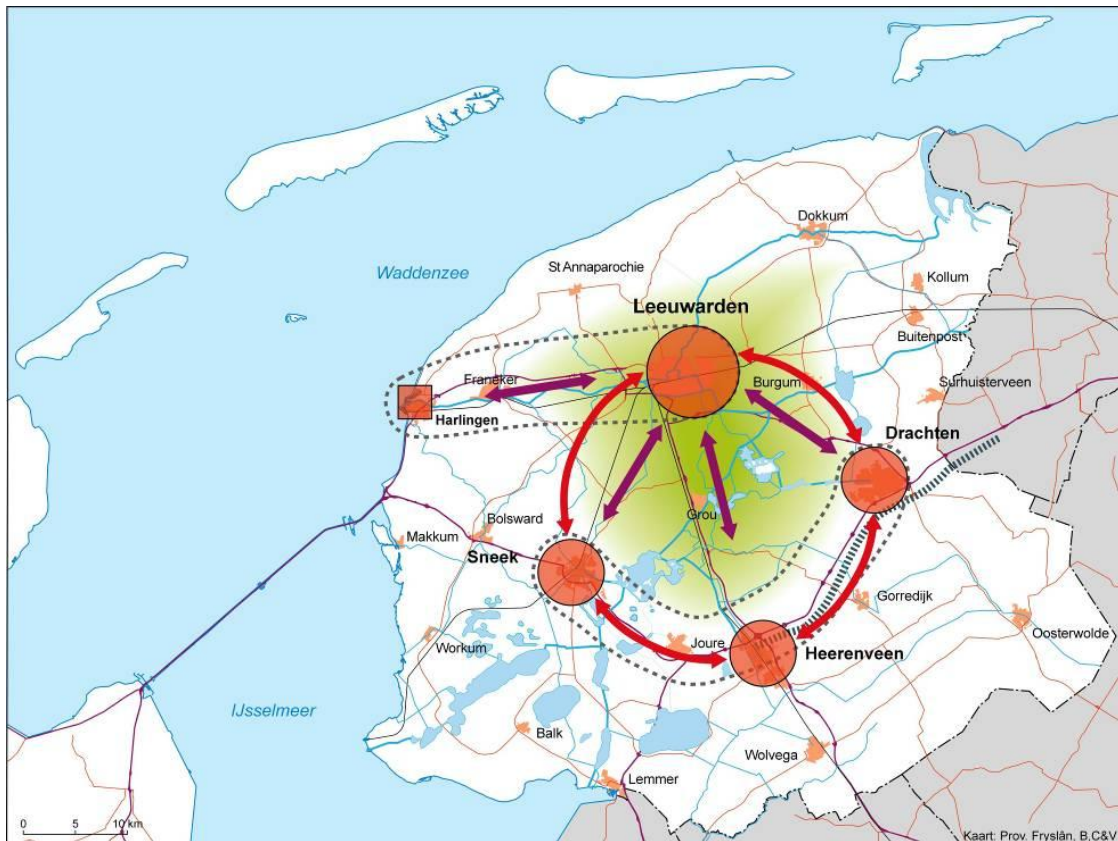 Dokkum
Waddenzee
St Annaparochie
Kollum
Leeuwarden
Buitenpost
Franeker
Burgum
Surhuisterveen
Harlingen
Drachten
Grou
Bolsward
Makkum
Sneek
Gorredijk
Oosterwolde
Workum
Joure
Heerenveen
IJsselmeer
Balk
Wolvega
Lemmer
0 5 10 km
Kaart: Prov. Fryslân, B,C&V